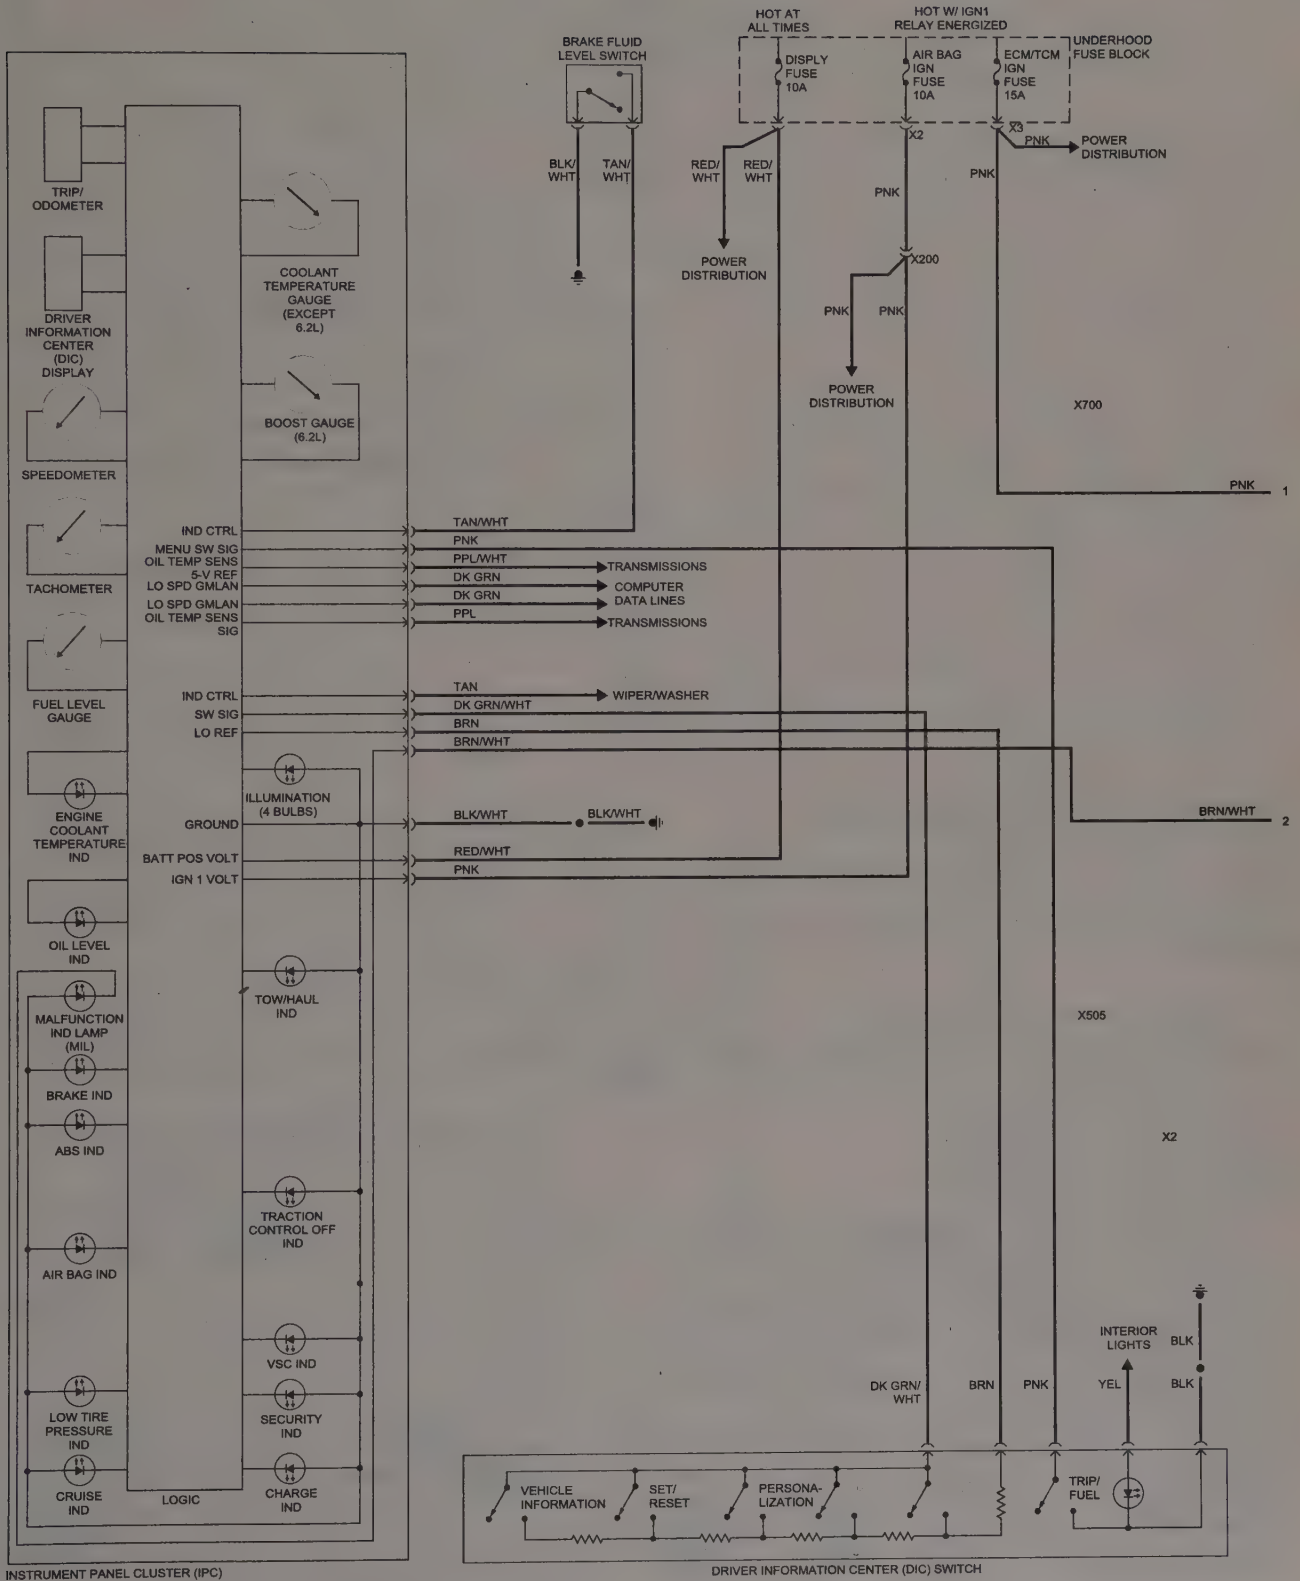 HOT AT
ALL TIMES
HOT W/ IGN1
RELAY ENERGIZED
BRAKE FLUID
LEVEL SWITCH
UNDERHOOD
FUSE BLOCK
DISPLY
FUSE
10A
AIR BAG
IGN
FUSE
10A
ECM/TCM
IGN
FUSE
15A
X2
X3
PNK
POWER
DISTRIBUTION
BLK/
WHT
TAN/
WHT
RED/
WHT
RED/
WHT
PNK
PNK
POWER
DISTRIBUTION
X200
PNK
PNK
POWER
DISTRIBUTION
X700
PNK
1
TRIP/
ODOMETER
COOLANT
TEMPERATURE
GAUGE
(EXCEPT
6.2L)
DRIVER
INFORMATION
CENTER
(DIC)
DISPLAY
BOOST GAUGE
(6.2L)
SPEEDOMETER
TACHOMETER
FUEL LEVEL
GAUGE
IND CTRL
TAN/WHT
MENU SW SIG
PNK
OIL TEMP SENS
5-V REF
PPL/WHT
TRANSMISSIONS
LO SPD GMLAN
DK GRN
COMPUTER
DATA LINES
LO SPD GMLAN
DK GRN
OIL TEMP SENS
SIG
PPL
TRANSMISSIONS
IND CTRL
TAN
WIPER/WASHER
SW SIG
DK GRN/WHT
LO REF
BRN
BRN/WHT
BRN/WHT
2
ILLUMINATION
(4 BULBS)
GROUND
BLK/WHT
BLK/WHT
BATT POS VOLT
RED/WHT
IGN 1 VOLT
PNK
ENGINE
COOLANT
TEMPERATURE
IND
OIL LEVEL
IND
TOW/HAUL
IND
MALFUNCTION
IND LAMP
(MIL)
BRAKE IND
ABS IND
X505
X2
TRACTION
CONTROL OFF
IND
AIR BAG IND
VSC IND
LOW TIRE
PRESSURE
IND
SECURITY
IND
CRUISE
IND
CHARGE
IND
LOGIC
INSTRUMENT PANEL CLUSTER (IPC)
DK GRN/
WHT
BRN
PNK
INTERIOR
LIGHTS
YEL
BLK
BLK
VEHICLE
INFORMATION
SET/
RESET
PERSONA-
LIZATION
TRIP/
FUEL
DRIVER INFORMATION CENTER (DIC) SWITCH